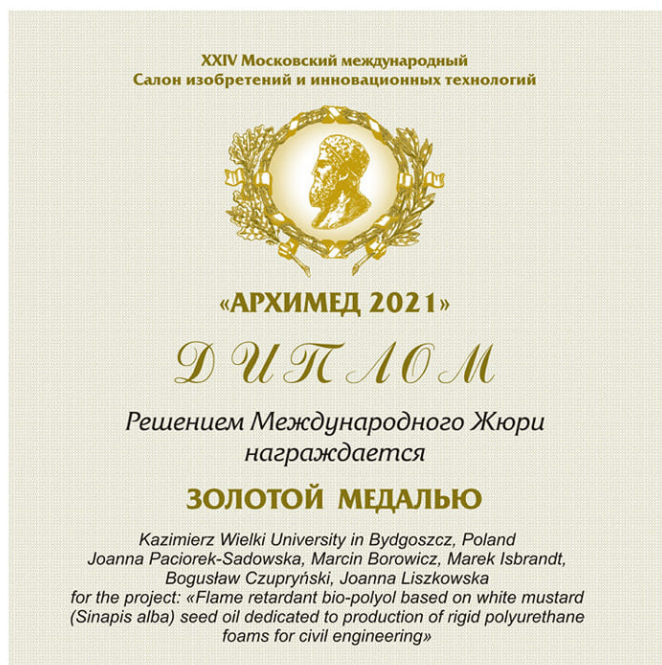 XXIV Московский международный
Салон изобретений и инновационных технологий
«АРХИМЕД 2021»
ДИПЛОМ
Решением Международного Жюри
награждается
ЗОЛОТОЙ МЕДАЛЬЮ
Kazimierz Wielki University in Bydgoszcz, Poland
Joanna Paciorek-Sadowska, Marcin Borowicz, Marek Isbrandt,
Bogusław Czupryński, Joanna Liszkowska
for the project: «Flame retardant bio-polyol based on white mustard
(Sinapis alba) seed oil dedicated to production of rigid polyurethane
foams for civil engineering»